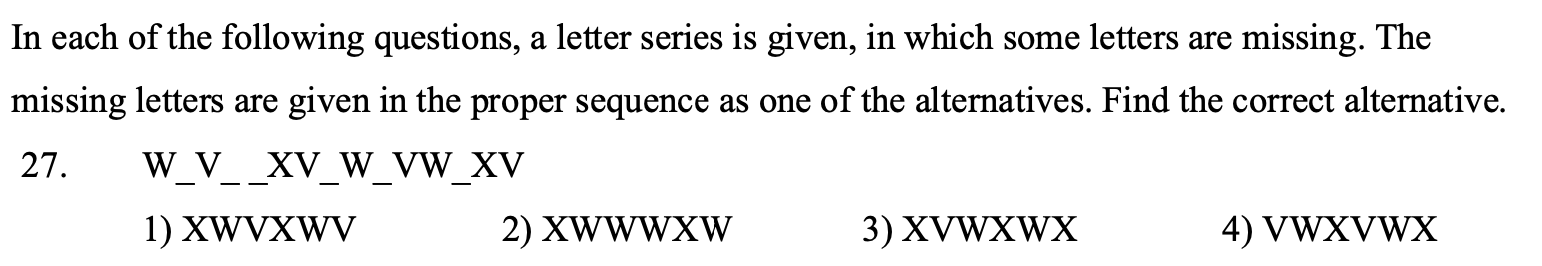 In each of the following questions, a letter series is given, in which some letters are missing. The
missing letters are given in the proper sequence as one of the alternatives. Find the correct alternative.
27. W_V_ _XV_W_VW_XV
1) XWVXWV 2) XWWWXW 3) XVWXWX 4) VWXVWX